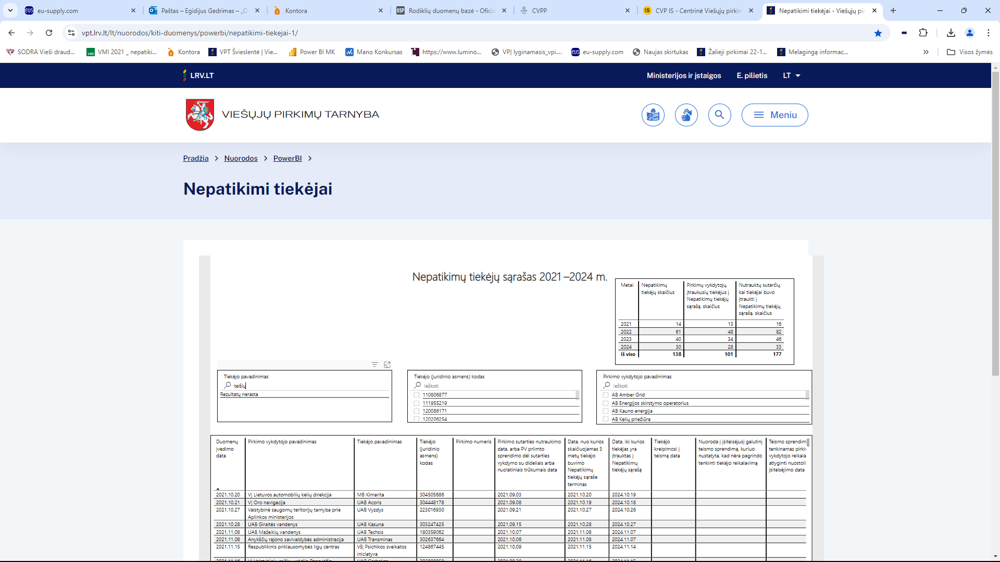 eu-supply.com
Paštas – Egidijus Gedrimas – „O
Kontora
Rodiklių duomenų bazė - Oficia
CVPP
CVP IS - Centrinė Viešųjų pirkim
Nepatikimi tiekėjai - Viešųjų pir
vpt.lrv.lt/lt/nuorodos/kiti-duomenys/powerbi/nepatikimi-tiekejai-1/
SODRA Vieši draud...
VMI 2021 _ nepatiki...
Kontora
VPT Švieslentė | Vie...
Power BI MK
Mano Konkursas
https://www.lumino...
VPĮ lyginamasis_vpi....
eu-supply.com
Naujas skirtukas
Žalieji pirkimai 22-1...
Melagingą informac...
Visos žymės
LRV.LT
Ministerijos ir įstaigos
E. pilietis
LT
VIEŠŲJŲ PIRKIMŲ TARNYBA
Meniu
Pradžia
Nuorodos
PowerBI
Nepatikimi tiekėjai
Nepatikimų tiekėjų sąrašas 2021 –2024 m.
Metai
Nepatikimų
tiekėjų skaičius
Pirkimų vykdytojų,
įtraukusių tiekėjus į
Nepatikimų tiekėjų
sąrašą, skaičius
Nutrauktų sutarčių,
kai tiekėjai buvo
įtraukti į
Nepatikimų tiekėjų
sąrašą, skaičius
2021 14 13 16
2022 61 48 82
2023 40 34 46
2024 30 28 33
Iš viso 138 101 177
Tiekėjo pavadinimas
telšių
Rezultatų nerasta
Tiekėjo (juridinio asmens) kodas
Ieškoti
110806877
111955219
120086171
120206254
Pirkimo vykdytojo pavadinimas
Ieškoti
AB Amber Grid
AB Energijos skirstymo operatorius
AB Kauno energija
AB Kelių priežiūra
Duomenų
įvedimo
data
Pirkimo vykdytojo pavadinimas
Tiekėjo pavadinimas
Tiekėjo
(juridinio
asmens)
kodas
Pirkimo numeris
Pirkimo sutarties nutraukimo
data, arba PV priimto
sprendimo dėl sutarties
vykdymo su dideliais arba
nuolatiniais trūkumais data
Data, nuo kurios
skaičiuojamas 3
metų tiekėjo
buvimo
Nepatikimų
tiekėjų sąraše
terminas
Data, iki kurios
tiekėjas yra
įtrauktas į
Nepatikimų
tiekėjų sąrašą
Tiekėjo
kreipimosi į
teismą data
Nuoroda į įsiteisėjusį galutinį
teismo sprendimą, kuriuo
nustatyta, kad nėra pagrindo
tenkinti tiekėjo reikalavimą
Teismo sprendim
tenkinamas pirkin
vykdytojo reikala
atlyginti nuostoli
įsiteisėjimo data
2021.10.20 VĮ Lietuvos automobilių kelių direkcija MB Kimarita 304505686 2021.09.03 2021.10.20 2024.10.19
2021.10.21 VĮ Oro navigacija UAB Acoris 304448178 2021.09.08 2021.10.19 2024.10.18
2021.10.27 Valstybinė saugomų teritorijų tarnyba prie UAB Vyzdys 223016930 2021.09.21 2021.10.27 2024.10.26
Aplinkos ministerijos
2021.10.28 UAB Giraitės vandenys UAB Kasuna 303247425 2021.09.15 2021.10.28 2024.10.27
2021.11.08 UAB Mažeikių vandenys UAB Techsis 180359062 2021.10.07 2021.11.08 2024.11.07
2021.11.08 Anykščių rajono savivaldybės administracija UAB Transminas 302637664 2021.10.06 2021.11.08 2024.11.07
2021.11.15 Respublikinis priklausomybės ligų centras VšĮ Psichikos sveikatos 124867445 2021.10.09 2021.11.15 2024.11.14
iniciatyva